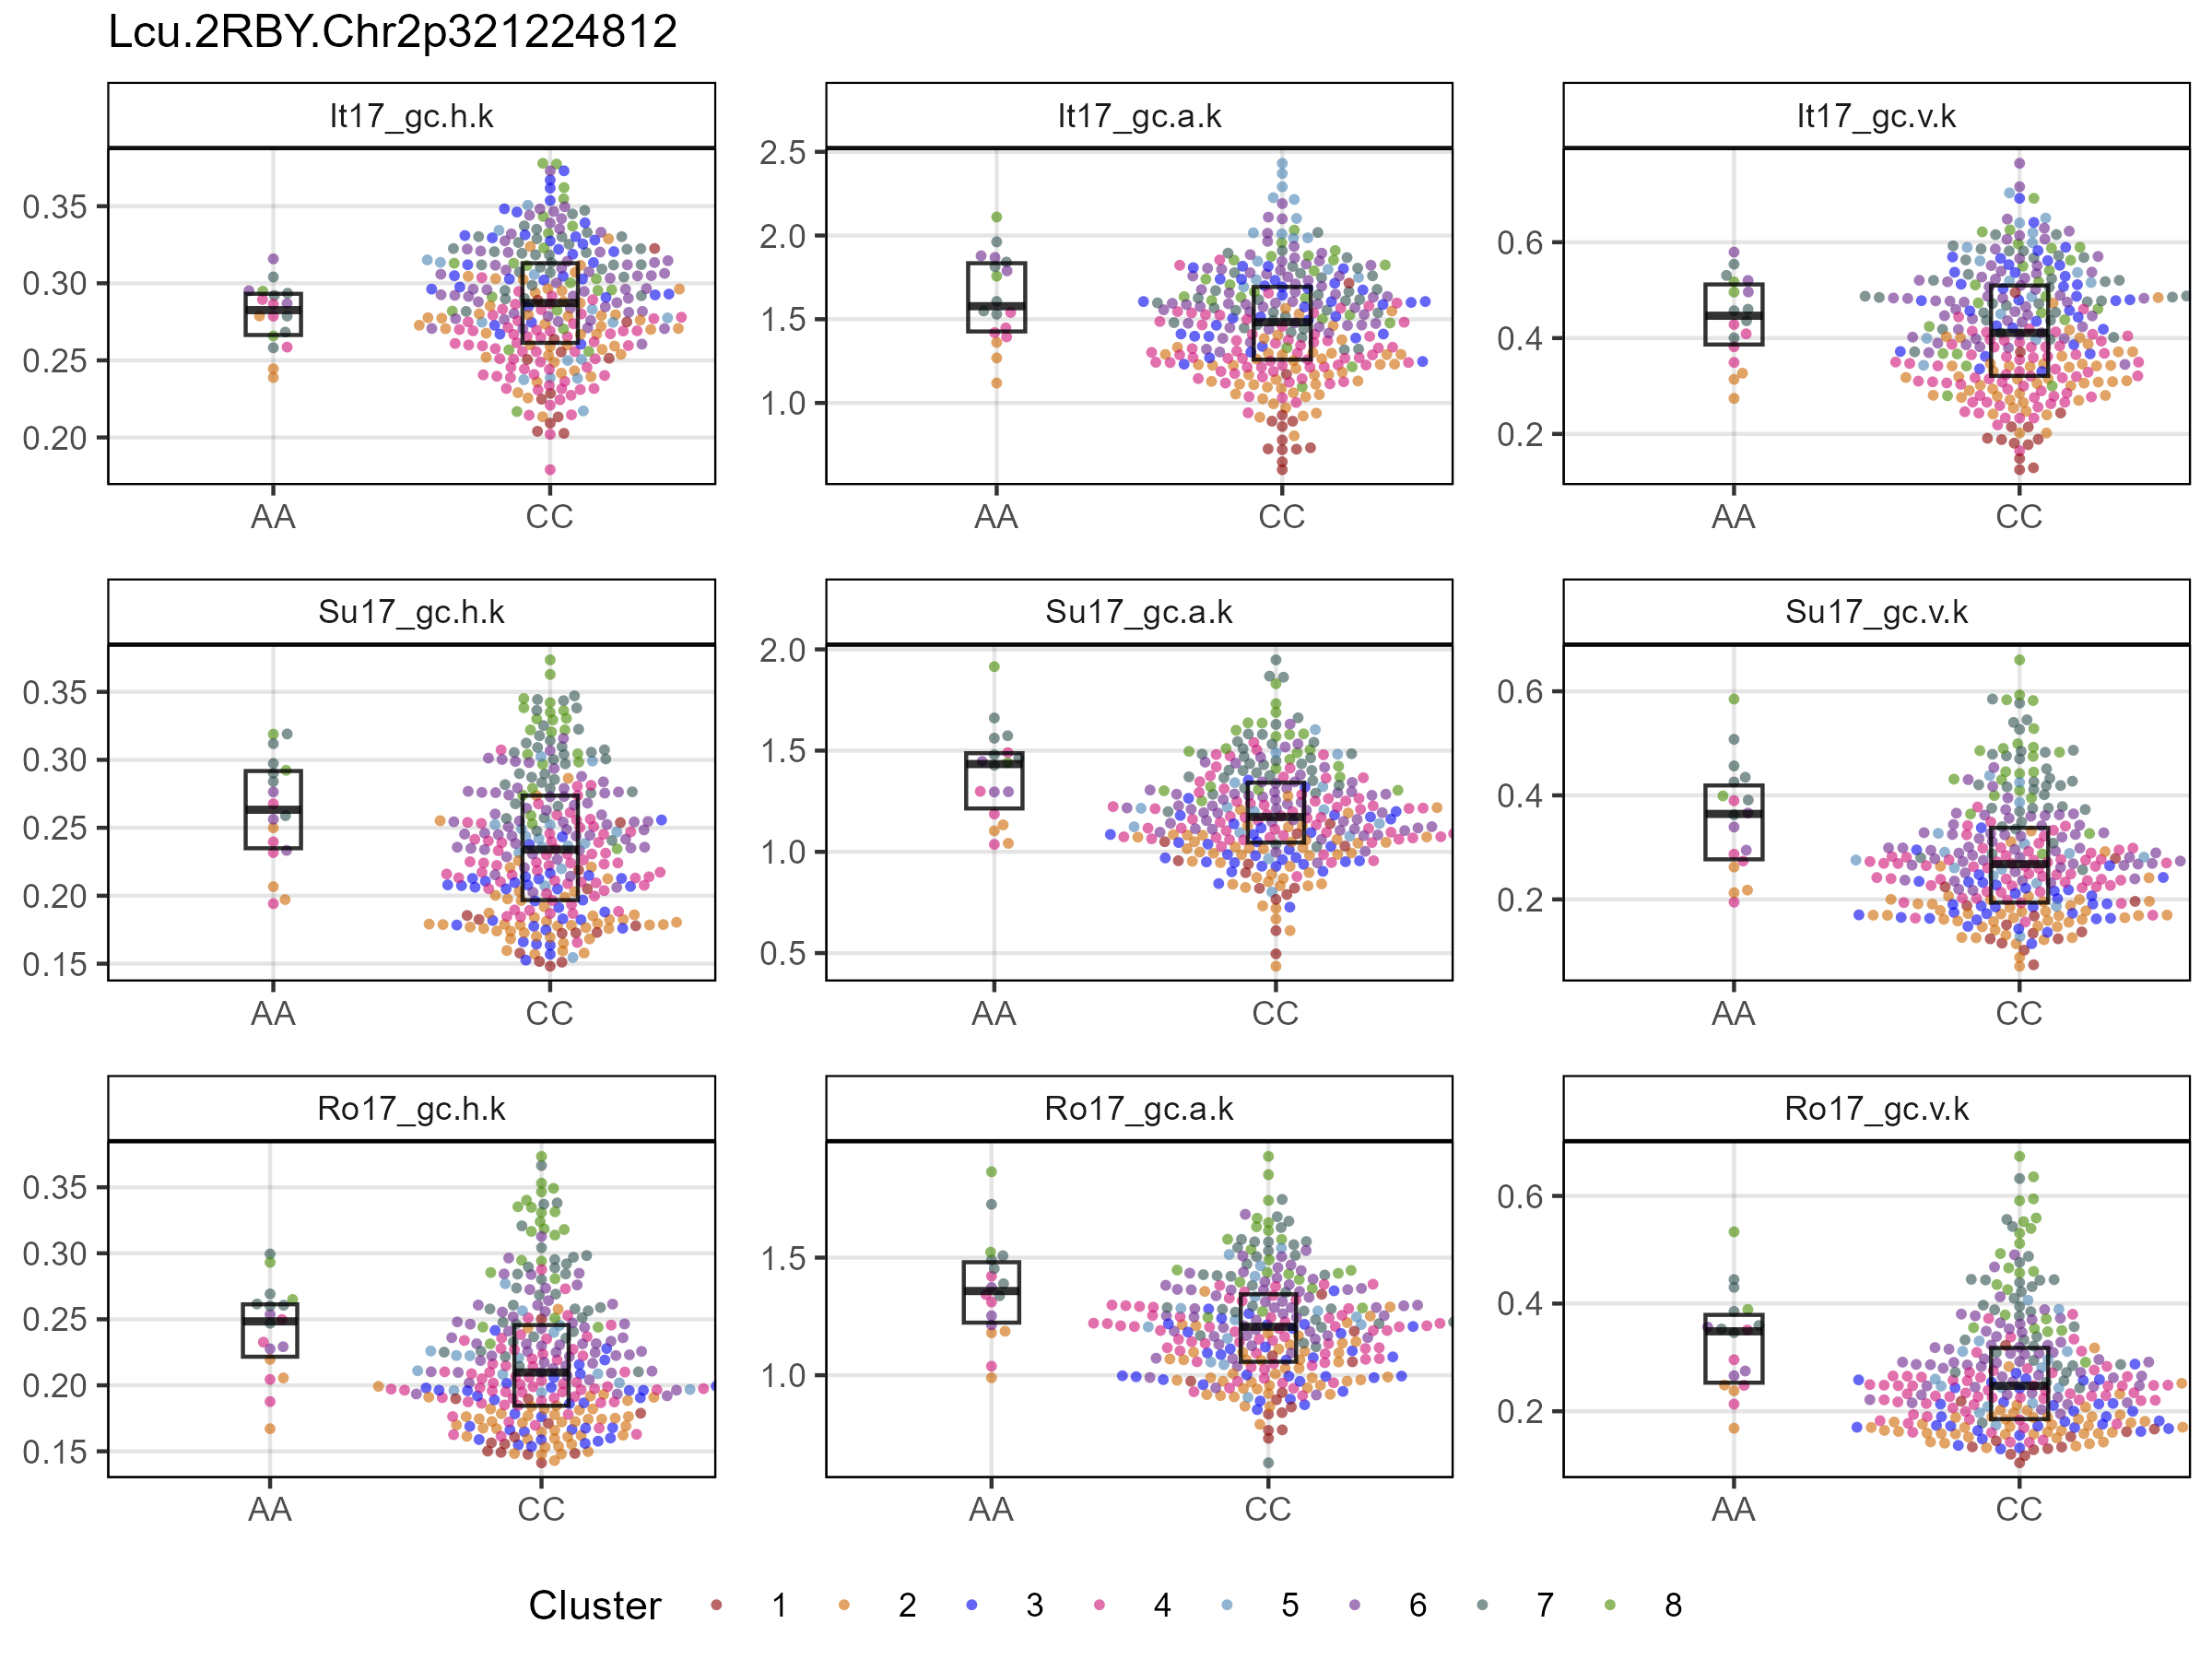 Lcu.2RBY.Chr2p321224812
It17_gc.h.k
It17_gc.a.k
It17_gc.v.k
0.35
0.30
0.25
0.20
AA
CC
2.5
2.0
1.5
1.0
AA
CC
0.6
0.4
0.2
AA
CC
Su17_gc.h.k
Su17_gc.a.k
Su17_gc.v.k
0.35
0.30
0.25
0.20
0.15
AA
CC
2.0
1.5
1.0
0.5
AA
CC
0.6
0.4
0.2
AA
CC
Ro17_gc.h.k
Ro17_gc.a.k
Ro17_gc.v.k
0.35
0.30
0.25
0.20
0.15
AA
CC
1.5
1.0
AA
CC
0.6
0.4
0.2
AA
CC
Cluster 1 2 3 4 5 6 7 8